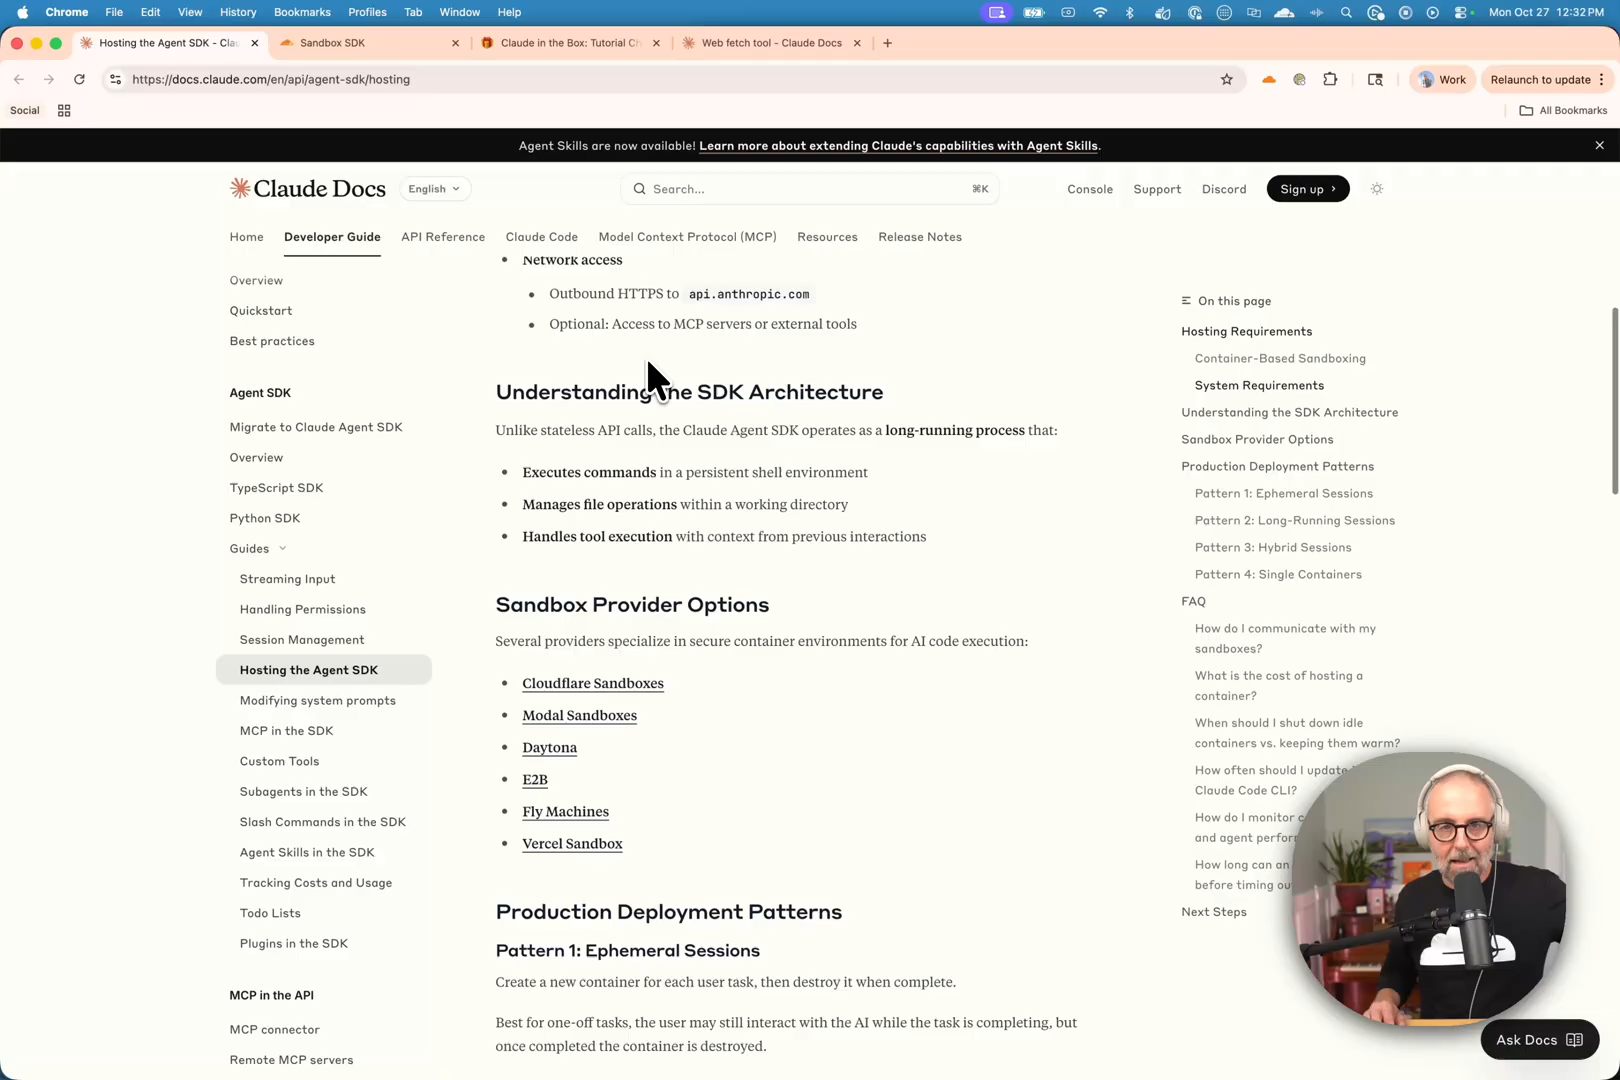 Chrome File Edit View History Bookmarks Profiles Tab Window Help Mon Oct 27 12:32 PM
Hosting the Agent SDK - Cla Sandbox SDK Claude in the Box: Tutorial Ch Web fetch tool - Claude Docs
https://docs.claude.com/en/api/agent-sdk/hosting Work Relaunch to update
Social All Bookmarks
Agent Skills are now available! Learn more about extending Claude's capabilities with Agent Skills.
Claude Docs English Search... ⌘K Console Support Discord Sign up
Home Developer Guide API Reference Claude Code Model Context Protocol (MCP) Resources Release Notes
Overview
Quickstart
Best practices
Agent SDK
Migrate to Claude Agent SDK
Overview
TypeScript SDK
Python SDK
Guides
Streaming Input
Handling Permissions
Session Management
Hosting the Agent SDK
Modifying system prompts
MCP in the SDK
Custom Tools
Subagents in the SDK
Slash Commands in the SDK
Agent Skills in the SDK
Tracking Costs and Usage
Todo Lists
Plugins in the SDK
MCP in the API
MCP connector
Remote MCP servers
Network access
Outbound HTTPS to api.anthropic.com
Optional: Access to MCP servers or external tools
Understanding the SDK Architecture
Unlike stateless API calls, the Claude Agent SDK operates as a long-running process that:
Executes commands in a persistent shell environment
Manages file operations within a working directory
Handles tool execution with context from previous interactions
Sandbox Provider Options
Several providers specialize in secure container environments for AI code execution:
Cloudflare Sandboxes
Modal Sandboxes
Daytona
E2B
Fly Machines
Vercel Sandbox
Production Deployment Patterns
Pattern 1: Ephemeral Sessions
Create a new container for each user task, then destroy it when complete.
Best for one-off tasks, the user may still interact with the AI while the task is completing, but
once completed the container is destroyed.
On this page
Hosting Requirements
Container-Based Sandboxing
System Requirements
Understanding the SDK Architecture
Sandbox Provider Options
Production Deployment Patterns
Pattern 1: Ephemeral Sessions
Pattern 2: Long-Running Sessions
Pattern 3: Hybrid Sessions
Pattern 4: Single Containers
FAQ
How do I communicate with my
sandboxes?
What is the cost of hosting a
container?
When should I shut down idle
containers vs. keeping them warm?
How often should I update
Claude Code CLI?
How do I monitor
and agent
How long can an
before timing
Next Steps
Ask Docs